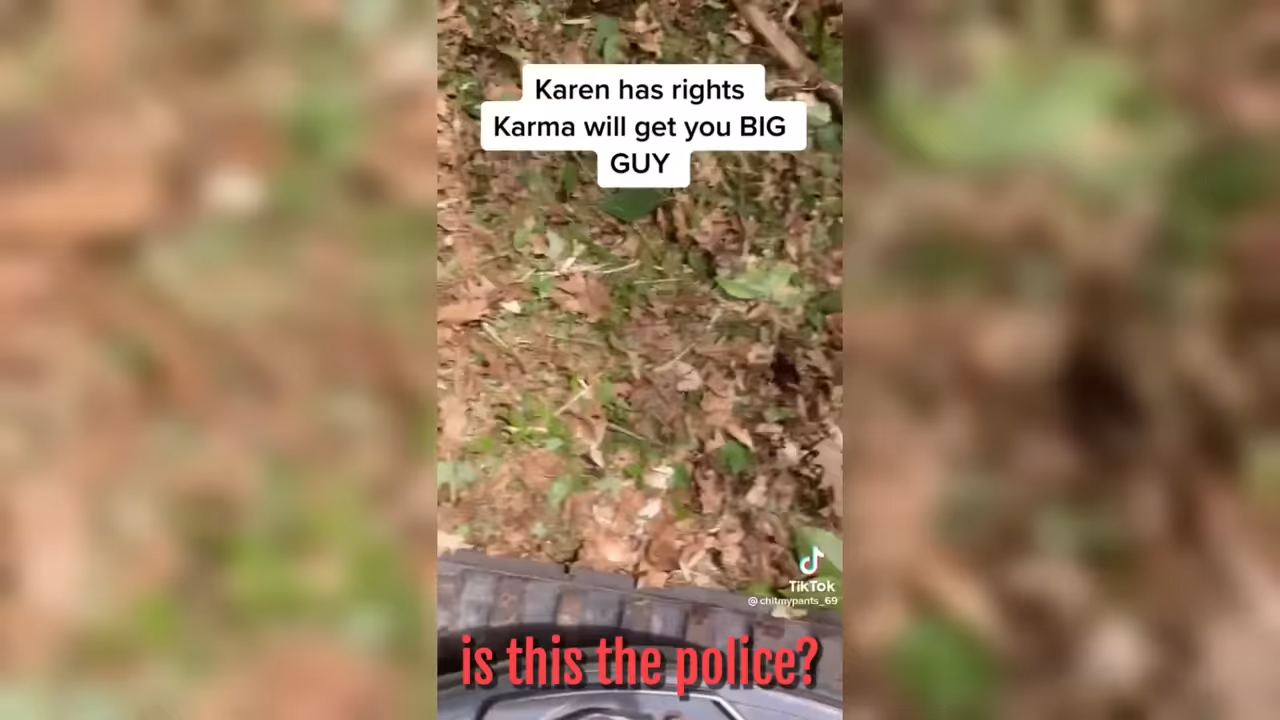 Karen has rights
Karma will get you BIG
GUY
TikTok
@chitmypants_69
is this the police?